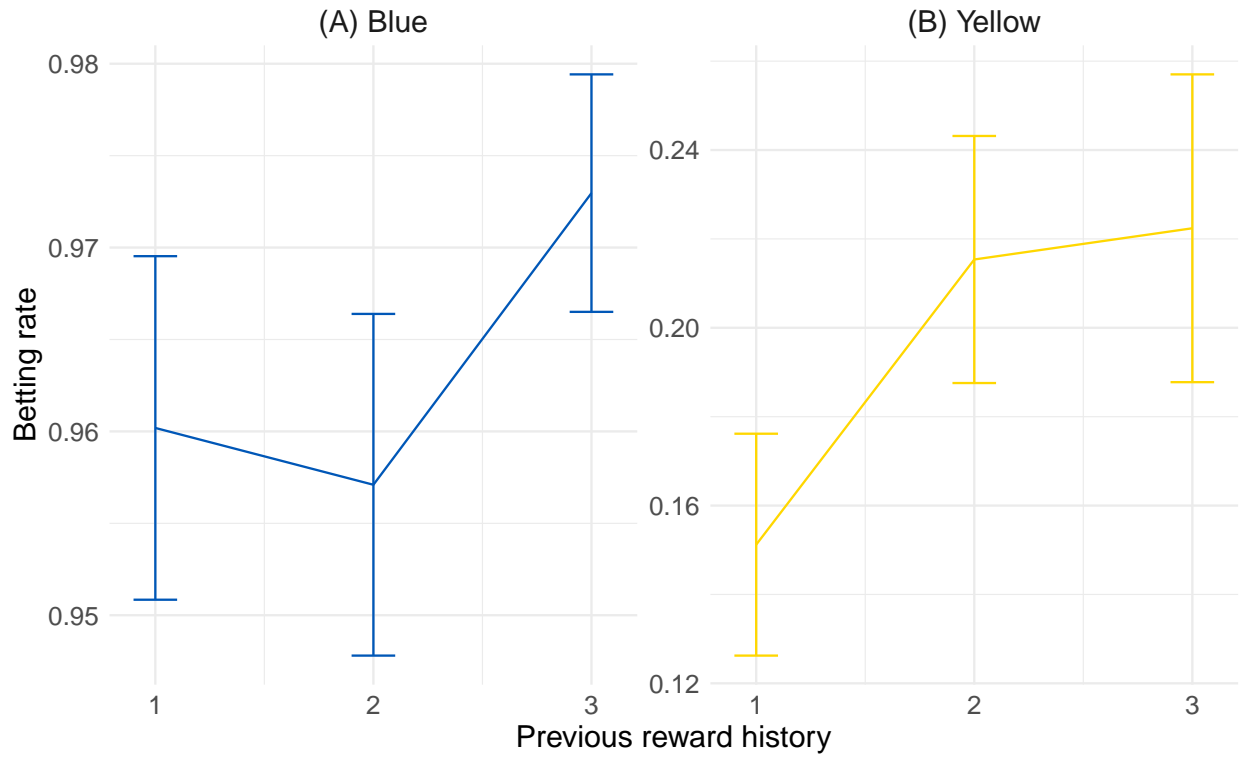 (A) Blue
(B) Yellow
Betting rate
0.98
0.97
0.96
0.95
1 2 3
0.24
0.20
0.16
0.12
1 2 3
Previous reward history